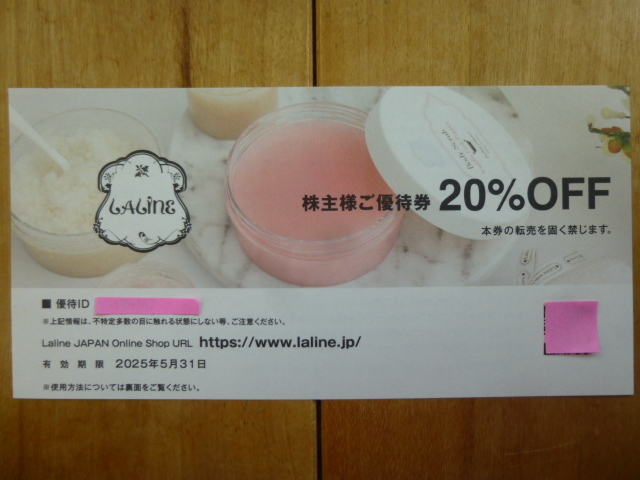 LALINE
Body Scrub
株主様ご優待券 20%OFF
本券の転売を固く禁じます。
■ 優待ID
※上記情報は、不特定多数の目に触れる状態にしない等、ご注意ください。
Laline JAPAN Online Shop URL https://www.laline.jp/
有効期限 2025年5月31日
※使用方法については裏面をご覧ください。